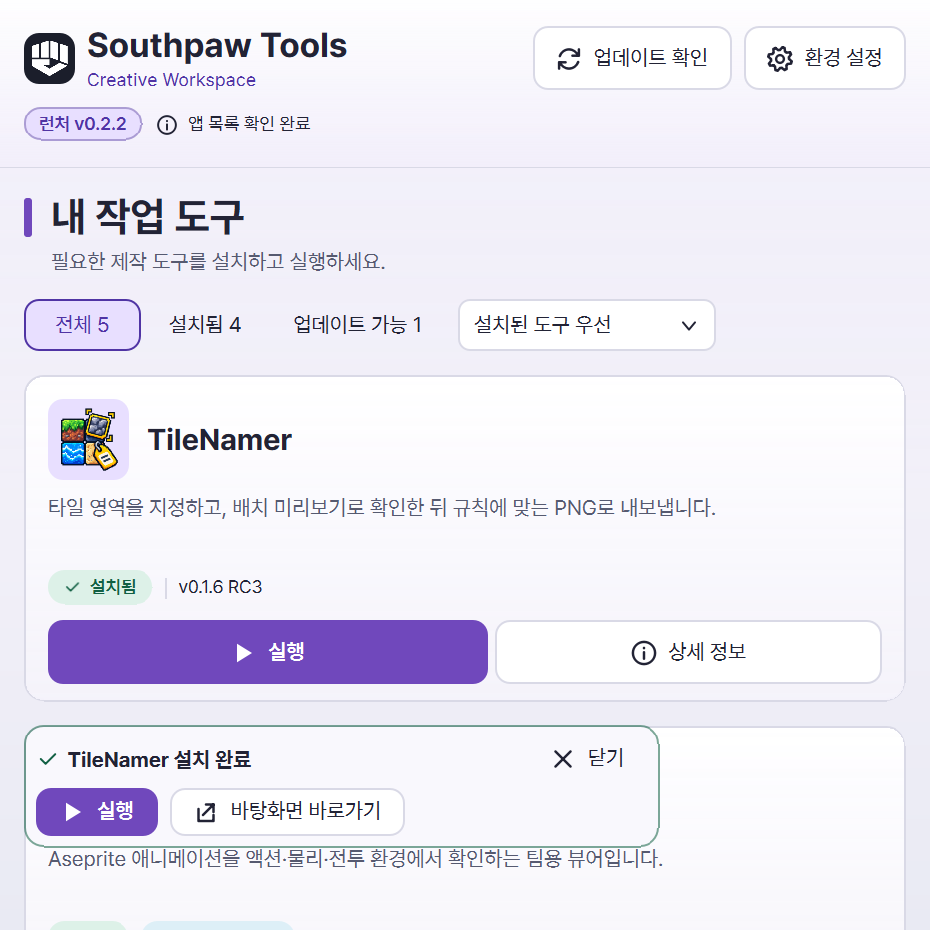 Southpaw Tools
Creative Workspace
업데이트 확인
환경 설정
런처 v0.2.2
앱 목록 확인 완료
내 작업 도구
필요한 제작 도구를 설치하고 실행하세요.
전체 5
설치됨 4
업데이트 가능 1
설치된 도구 우선
TileNamer
타일 영역을 지정하고, 배치 미리보기로 확인한 뒤 규칙에 맞는 PNG로 내보냅니다.
설치됨
v0.1.6 RC3
실행
상세 정보
TileNamer 설치 완료
닫기
실행
바탕화면 바로가기
Aseprite 애니메이션을 액션·물리·전투 환경에서 확인하는 팀용 뷰어입니다.